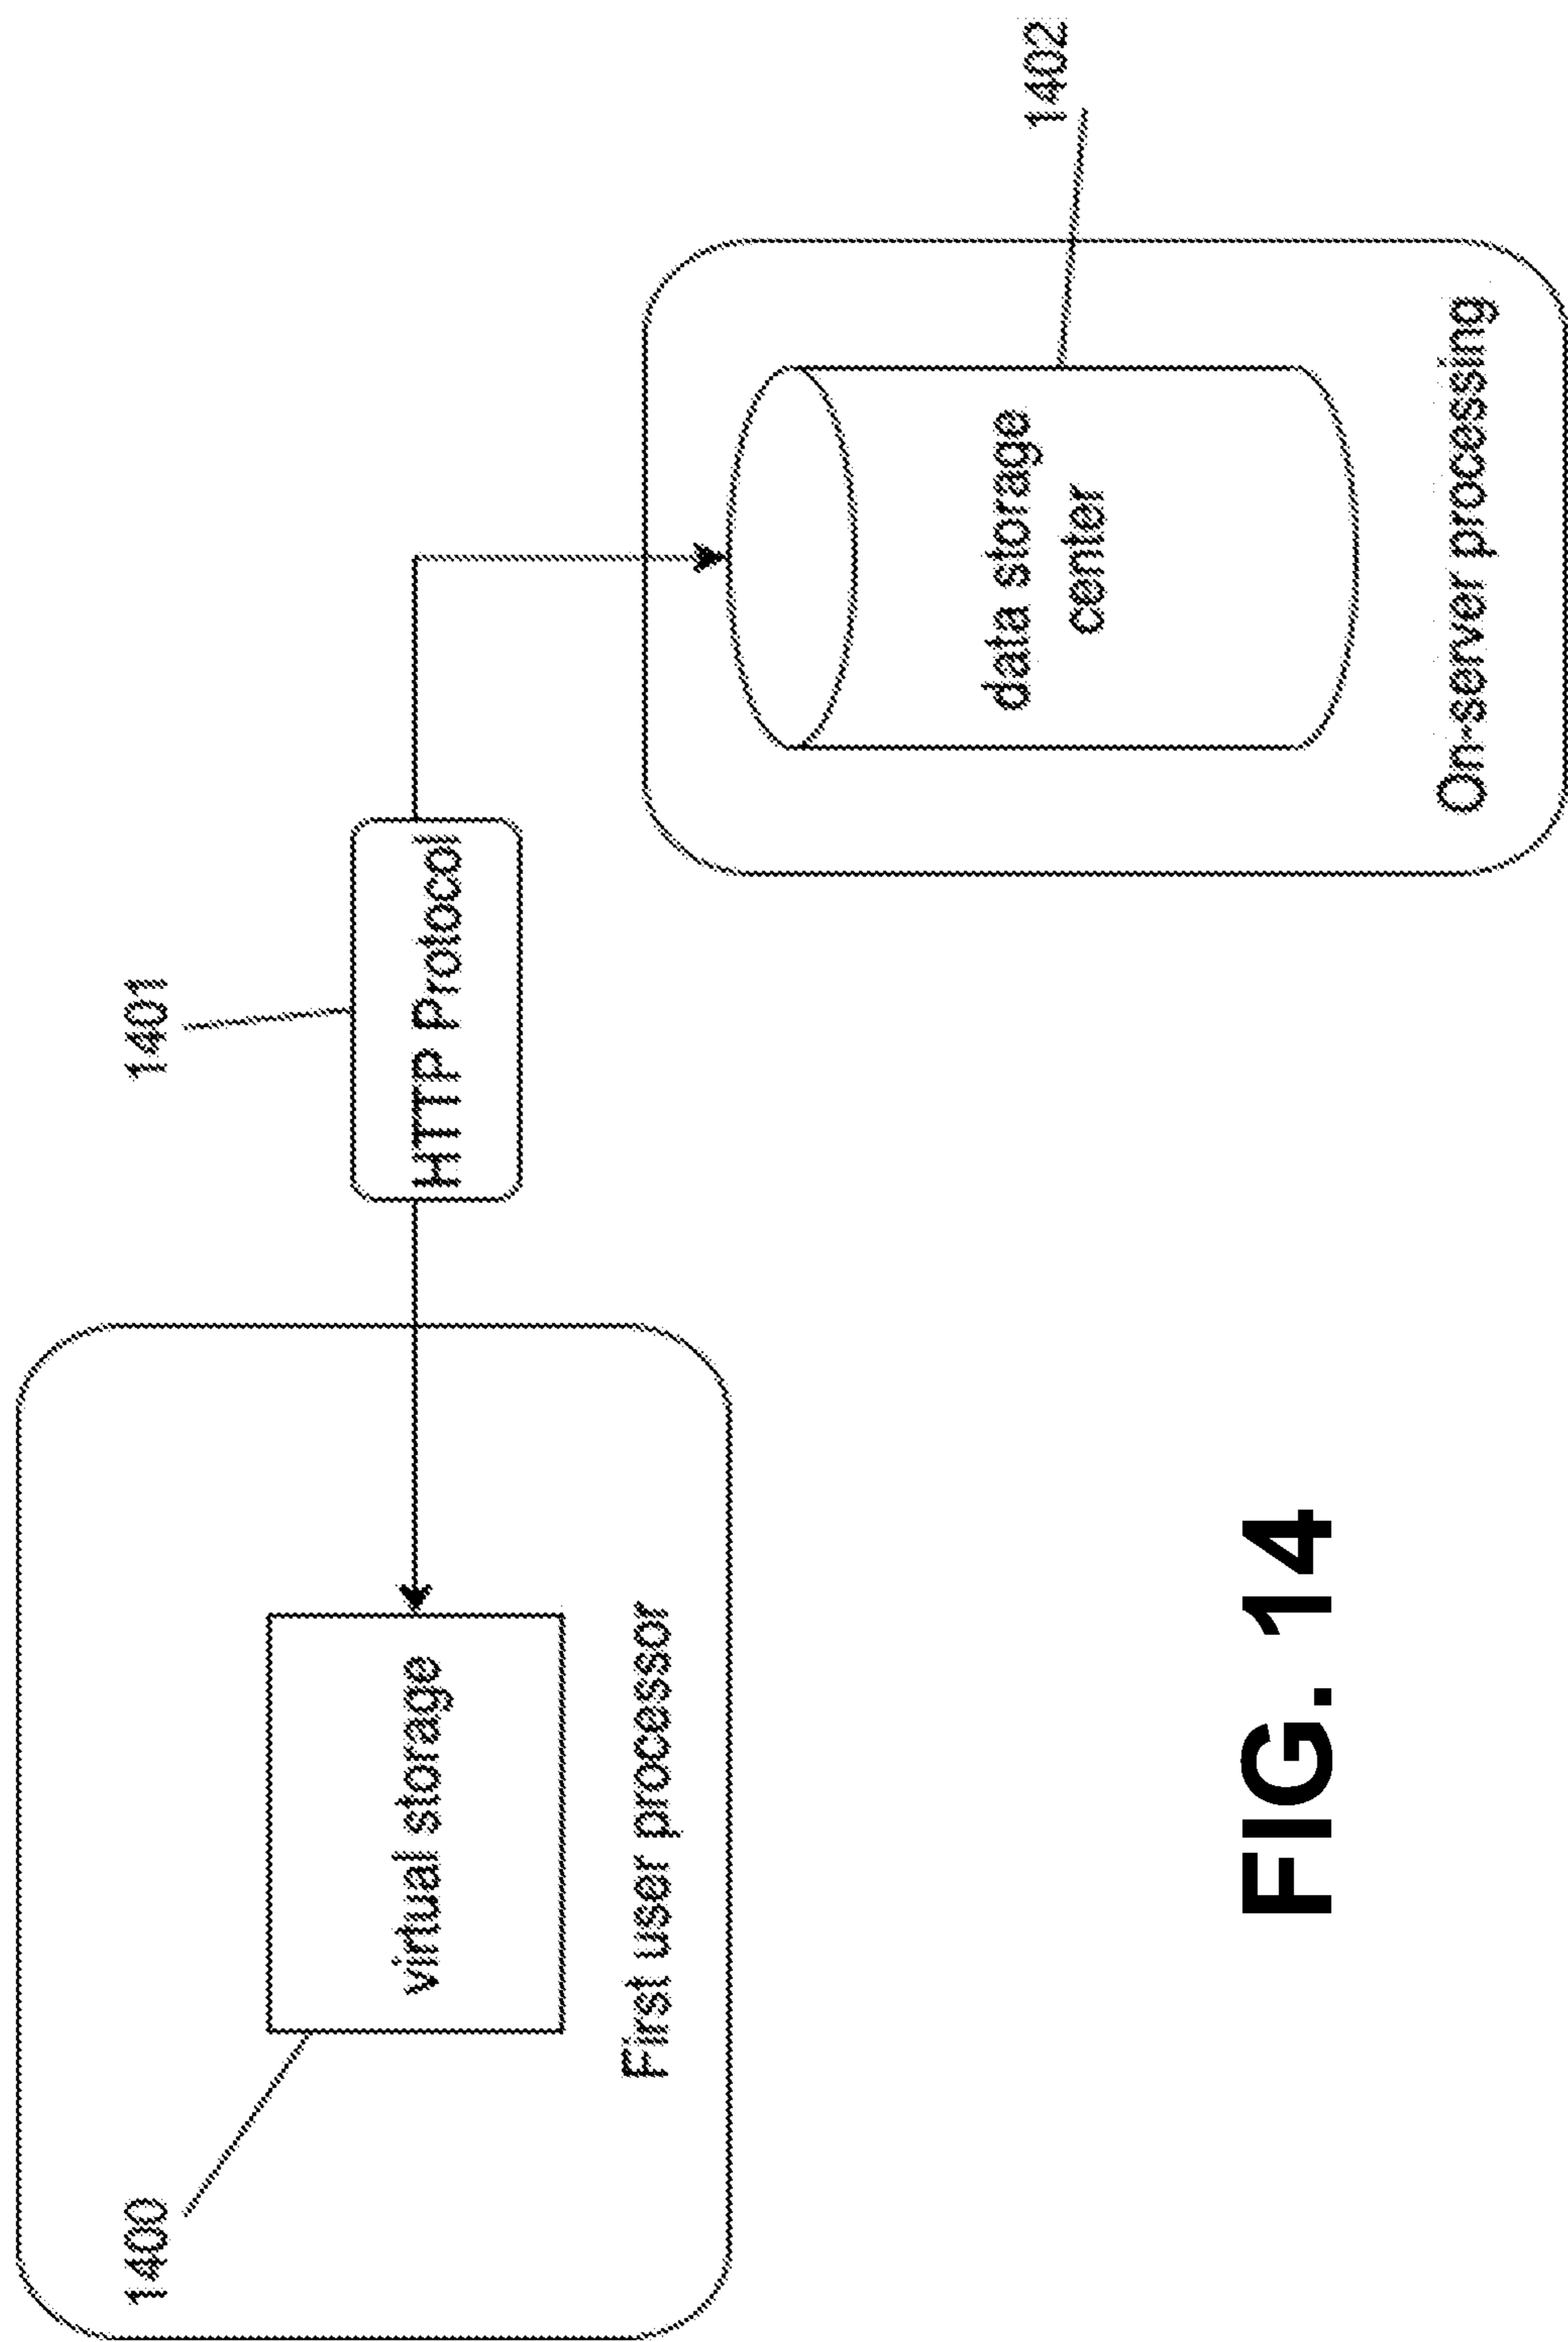 1400
1401
1402
virtual storage
First user processor
HTTP Protocol
data storage
center
On-server processing
FIG. 14